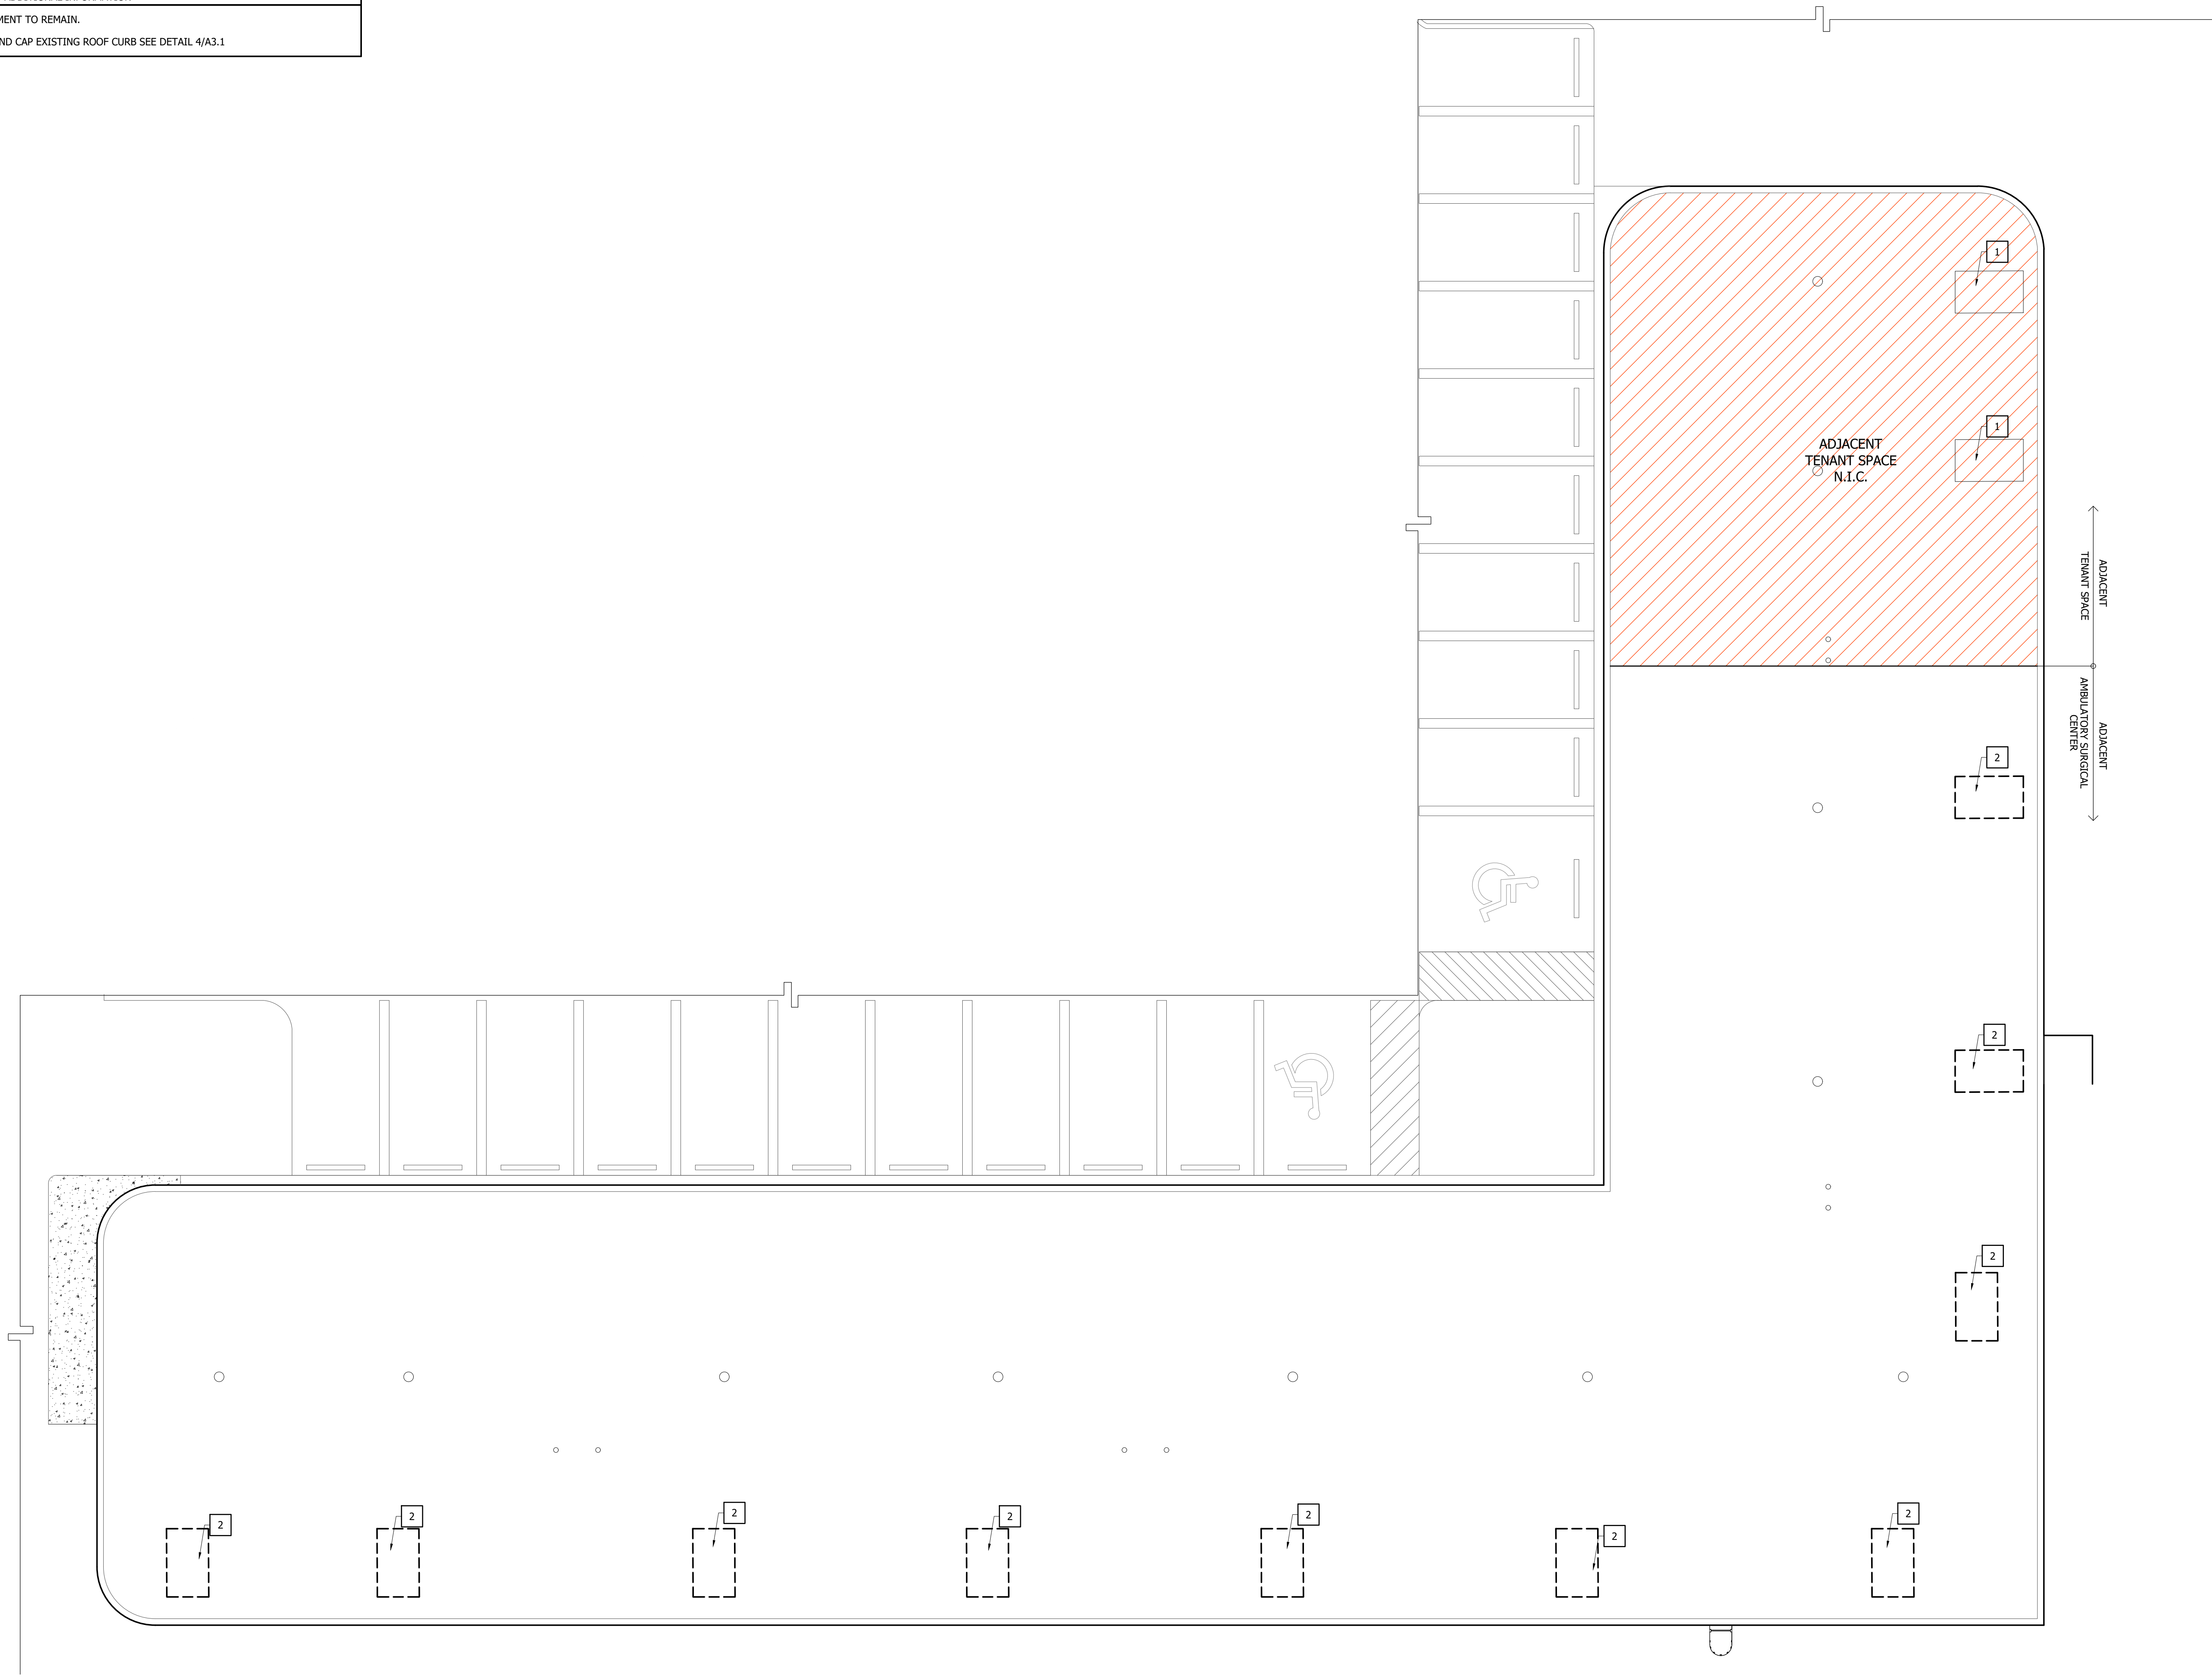 MENT TO REMAIN.
ND CAP EXISTING ROOF CURB SEE DETAIL 4/A3.1
1
1
ADJACENT
TENANT SPACE
N.I.C.
ADJACENT
TENANT SPACE
ADJACENT
AMBULATORY SURGICAL
CENTER
2
2
2
2
2
2
2
2
2
2